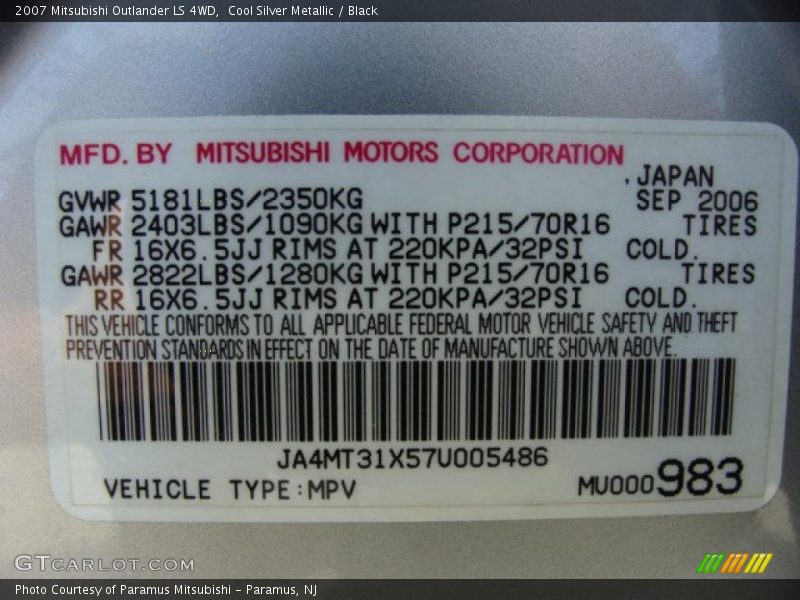 2007 Mitsubishi Outlander LS 4WD, Cool Silver Metallic / Black
MFD. BY MITSUBISHI MOTORS CORPORATION
.JAPAN
GVWR 5181LBS/2350KG SEP 2006
GAWR 2403LBS/1090KG WITH P215/70R16 TIRES
FR 16X6.5JJ RIMS AT 220KPA/32PSI COLD.
GAWR 2822LBS/1280KG WITH P215/70R16 TIRES
RR 16X6.5JJ RIMS AT 220KPA/32PSI COLD.
THIS VEHICLE CONFORMS TO ALL APPLICABLE FEDERAL MOTOR VEHICLE SAFETY AND THEFT
PREVENTION STANDARDS IN EFFECT ON THE DATE OF MANUFACTURE SHOWN ABOVE.
JA4MT31X57U005486
VEHICLE TYPE:MPV MU000983
GTCARLOT.COM
Photo Courtesy of Paramus Mitsubishi - Paramus, NJ